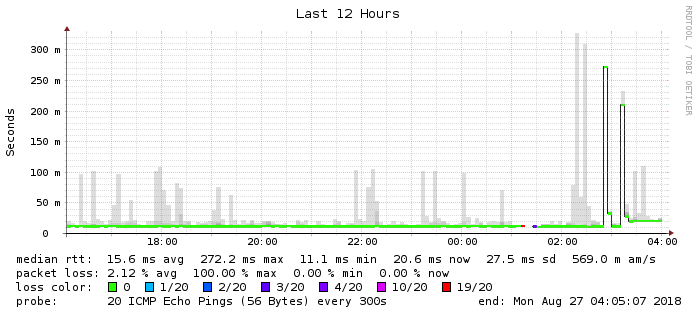 Last 12 Hours
RRDTOOL / TOBI OETIKER
Seconds
300 m
250 m
200 m
150 m
100 m
50 m
0
18:00 20:00 22:00 00:00 02:00 04:00
median rtt: 15.6 ms avg 272.2 ms max 11.1 ms min 20.6 ms now 27.5 ms sd 569.0 m am/s
packet loss: 2.12 % avg 100.00 % max 0.00 % min 0.00 % now
loss color: 0 1/20 2/20 3/20 4/20 10/20 19/20
probe: 20 ICMP Echo Pings (56 Bytes) every 300s end: Mon Aug 27 04:05:07 2018